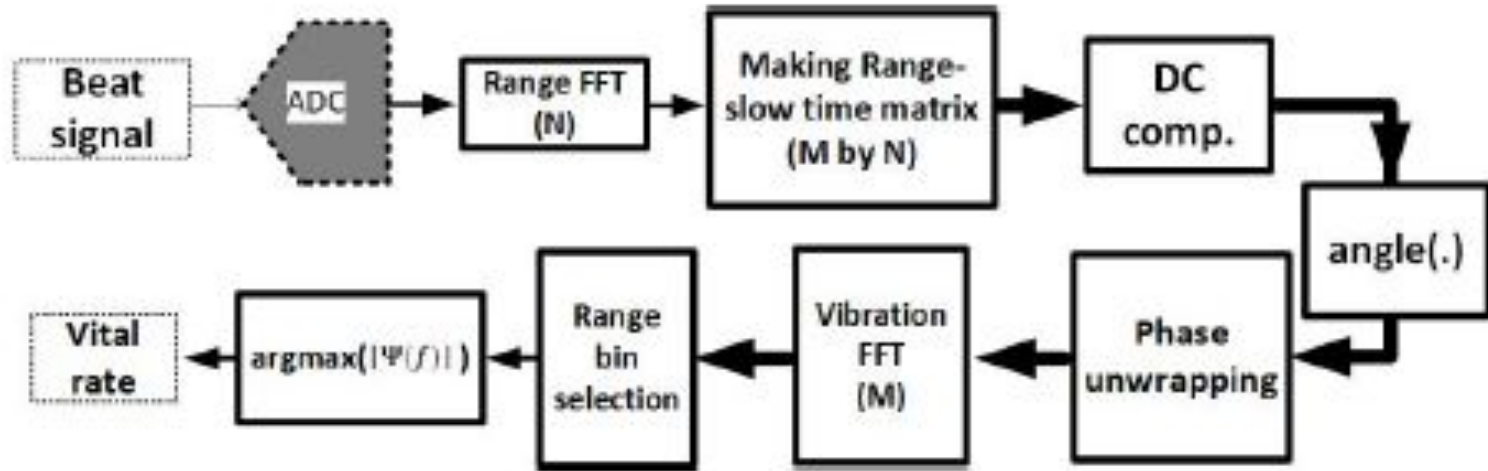 Beat
signal
ADC
Range FFT
(N)
Making Range-
slow time matrix
(M by N)
DC
comp.
angle(.)
Phase
unwrapping
Vibration
FFT
(M)
Range
bin
selection
argmax(|Ψ(f)|)
Vital
rate